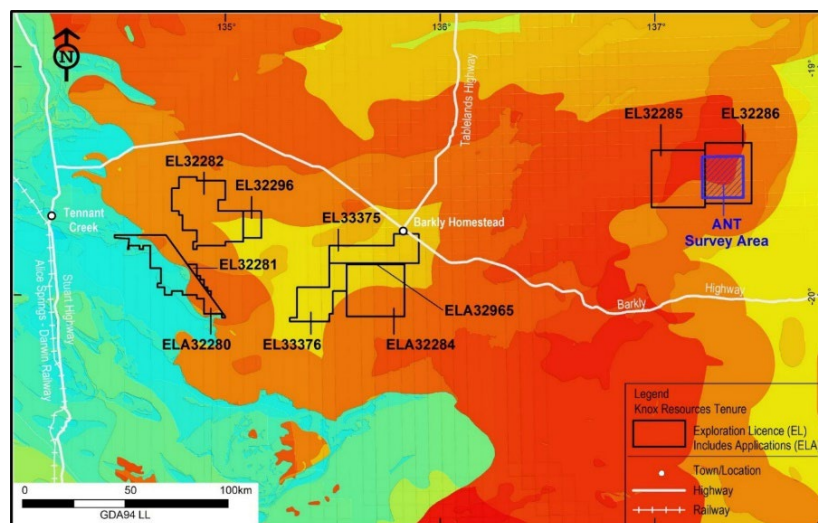 135°
136°
137°
-19°
-20°
N
Tablelands Highway
EL32285
EL32286
EL32282
EL32296
EL33375
Barkly Homestead
Tennant
Creek
ANT
Survey Area
EL32281
ELA32280
EL33376
ELA32965
ELA32284
Barkly
Highway
Stuart Highway
Alice Springs - Darwin Railway
Legend
Knox Resources Tenure
Exploration Licence (EL)
Includes Applications (ELA
Town/Location
Highway
Railway
0
50
100km
GDA94 LL